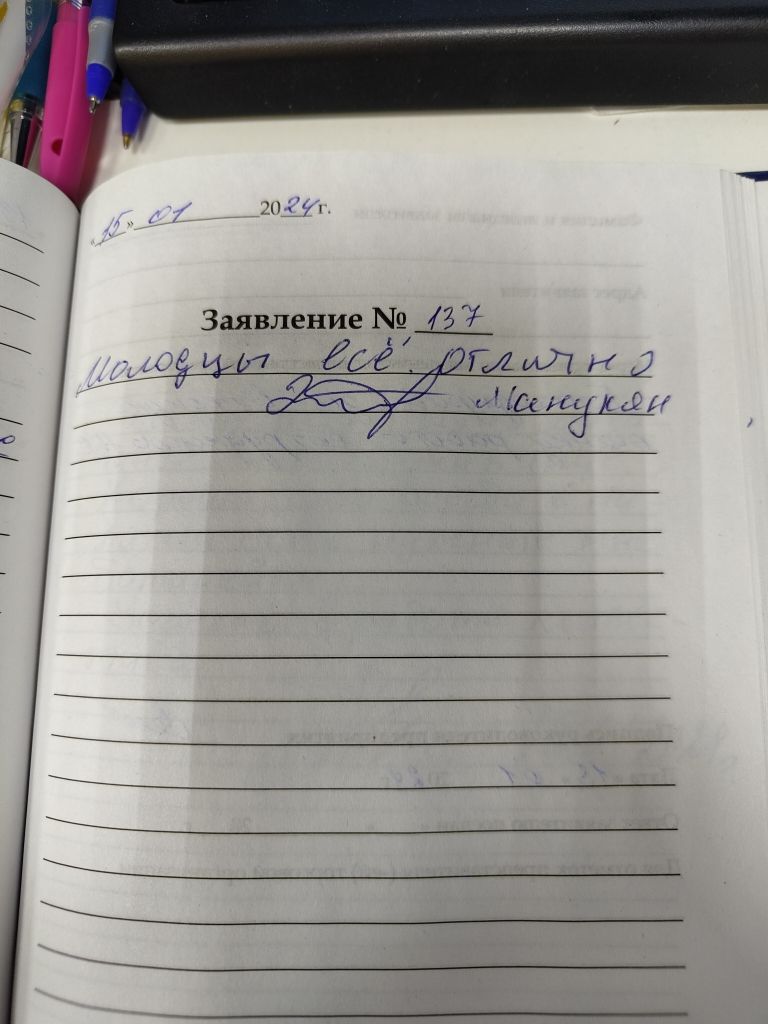 «15» 01 2024 г.
Заявление № 137
Молодцы всё отлично
Манукян